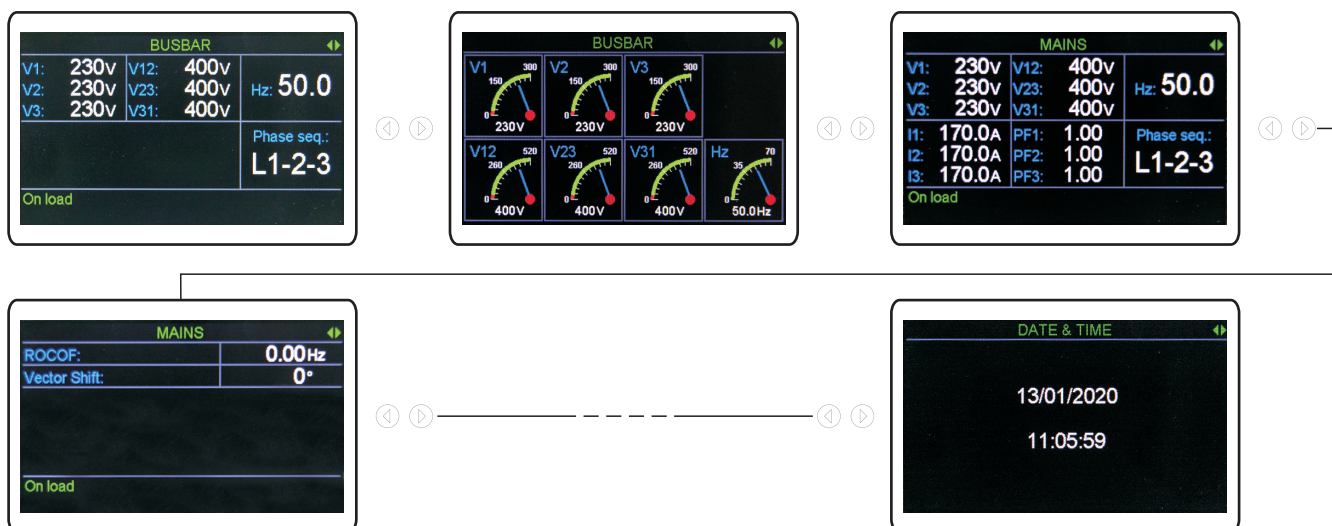 BUSBAR
V1: 230V V12: 400V
V2: 230V V23: 400V
V3: 230V V31: 400V
Hz: 50.0
Phase seq.:
L1-2-3
On load
BUSBAR
V1 0 150 300 230V
V2 0 150 300 230V
V3 0 150 300 230V
V12 0 260 520 400V
V23 0 260 520 400V
V31 0 260 520 400V
Hz 0 35 70 50.0Hz
MAINS
V1: 230V V12: 400V
V2: 230V V23: 400V
V3: 230V V31: 400V
Hz: 50.0
I1: 170.0A PF1: 1.00
I2: 170.0A PF2: 1.00
I3: 170.0A PF3: 1.00
Phase seq.:
L1-2-3
On load
MAINS
ROCOF: 0.00Hz
Vector Shift: 0°
On load
DATE & TIME
13/01/2020
11:05:59